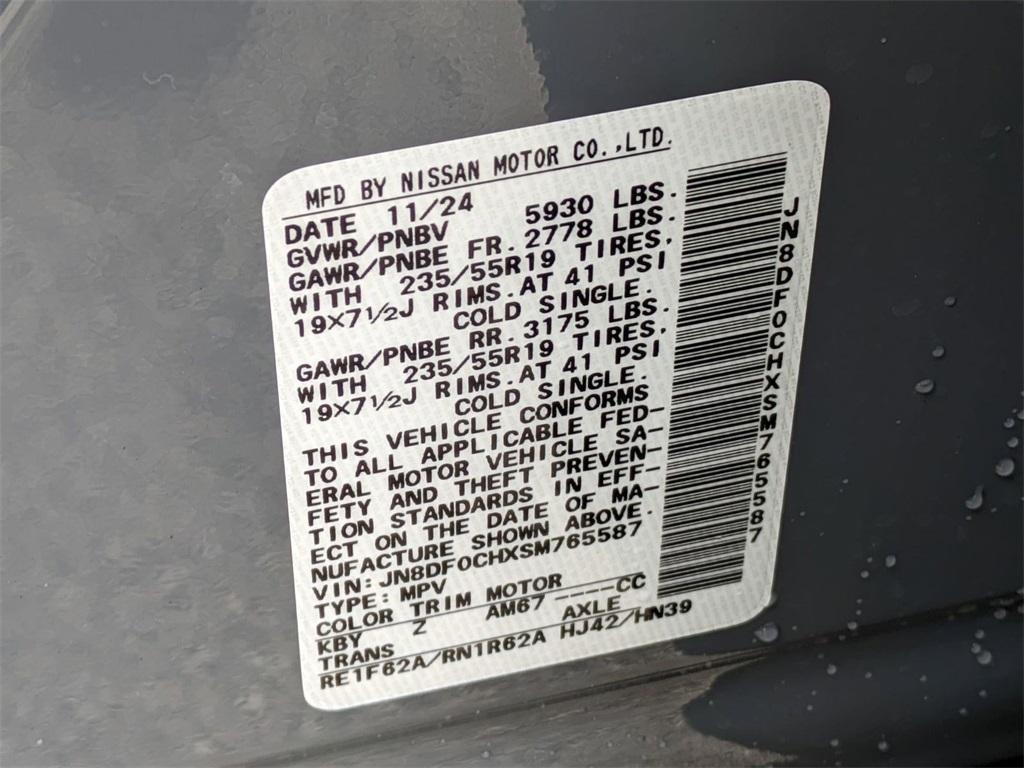 MFD BY NISSAN MOTOR CO.,LTD.
DATE 11/24
GVWR/PNBV 5930 LBS.
GAWR/PNBE FR. 2778 LBS.
WITH 235/55R19 TIRES.
19×7 1/2J RIMS.AT 41 PSI
COLD SINGLE.
GAWR/PNBE RR. 3175 LBS.
WITH 235/55R19 TIRES.
19×7 1/2J RIMS.AT 41 PSI
COLD SINGLE.
THIS VEHICLE CONFORMS
TO ALL APPLICABLE FED-
ERAL MOTOR VEHICLE SA-
FETY AND THEFT PREVEN-
TION STANDARDS IN EFF-
ECT ON THE DATE OF MA-
NUFACTURE SHOWN ABOVE.
VIN: JN8DF0CHXSM765587
TYPE: MPV
COLOR TRIM MOTOR
KBY Z AM67 ----CC
TRANS AXLE
RE1F62A/RN1R62A HJ42/HN39
JN8DF0CHXSM765587